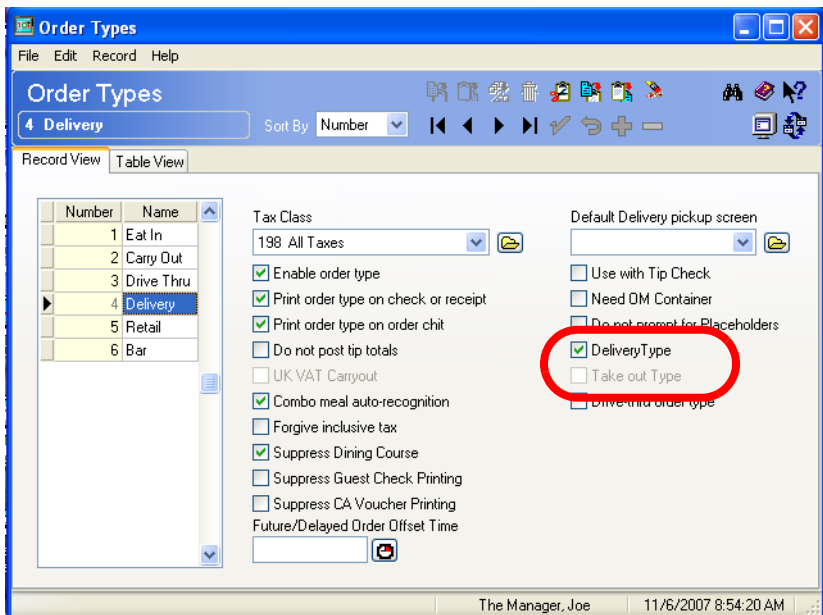 Order Types
File Edit Record Help
Order Types
4 Delivery
Sort By Number
Record View Table View
Number Name
1 Eat In
2 Carry Out
3 Drive Thru
4 Delivery
5 Retail
6 Bar
Tax Class
198 All Taxes
Enable order type
Print order type on check or receipt
Print order type on order chit
Do not post tip totals
UK VAT Carryout
Combo meal auto-recognition
Forgive inclusive tax
Suppress Dining Course
Suppress Guest Check Printing
Suppress CA Voucher Printing
Future/Delayed Order Offset Time
Default Delivery pickup screen
Use with Tip Check
Need OM Container
Do not prompt for Placeholders
DeliveryType
Take out Type
Drive-thru order type
The Manager, Joe 11/6/2007 8:54:20 AM